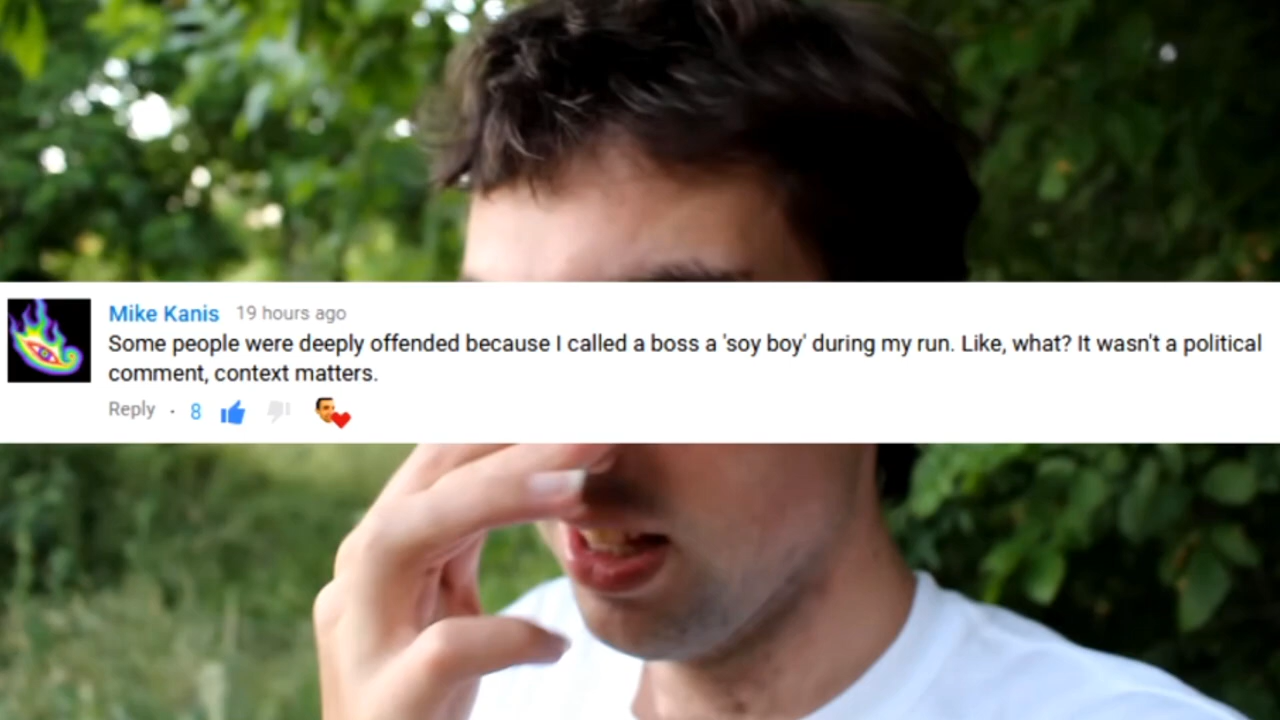 Mike Kanis 19 hours ago
Some people were deeply offended because I called a boss a 'soy boy' during my run. Like, what? It wasn't a political
comment, context matters.
Reply · 8